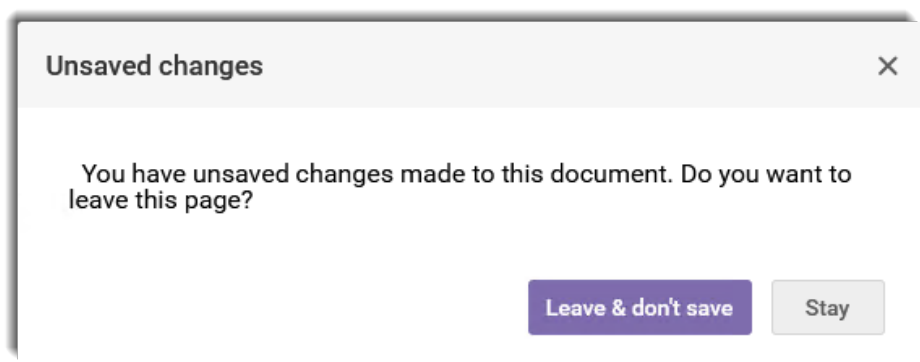 Unsaved changes
You have unsaved changes made to this document. Do you want to
leave this page?
Leave & don't save
Stay